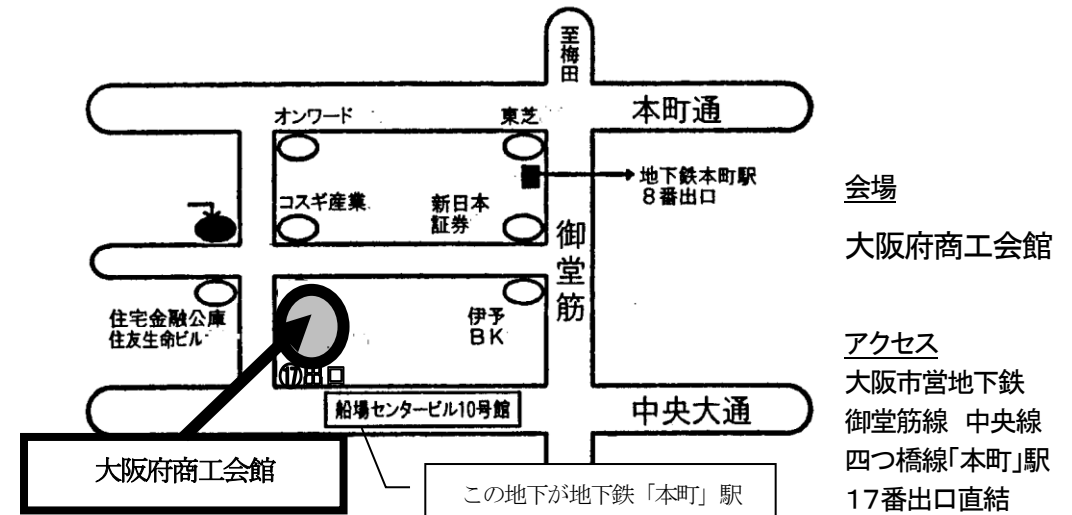 至梅田
本町通
オンワード
東芝
地下鉄本町駅
8番出口
コスギ産業
新日本
証券
御堂筋
住宅金融公庫
住友生命ビル
伊予
BK
⑰出口
船場センタービル10号館
中央大通
大阪府商工会館
この地下が地下鉄「本町」駅
会場
大阪府商工会館
アクセス
大阪市営地下鉄
御堂筋線 中央線
四つ橋線「本町」駅
17番出口直結